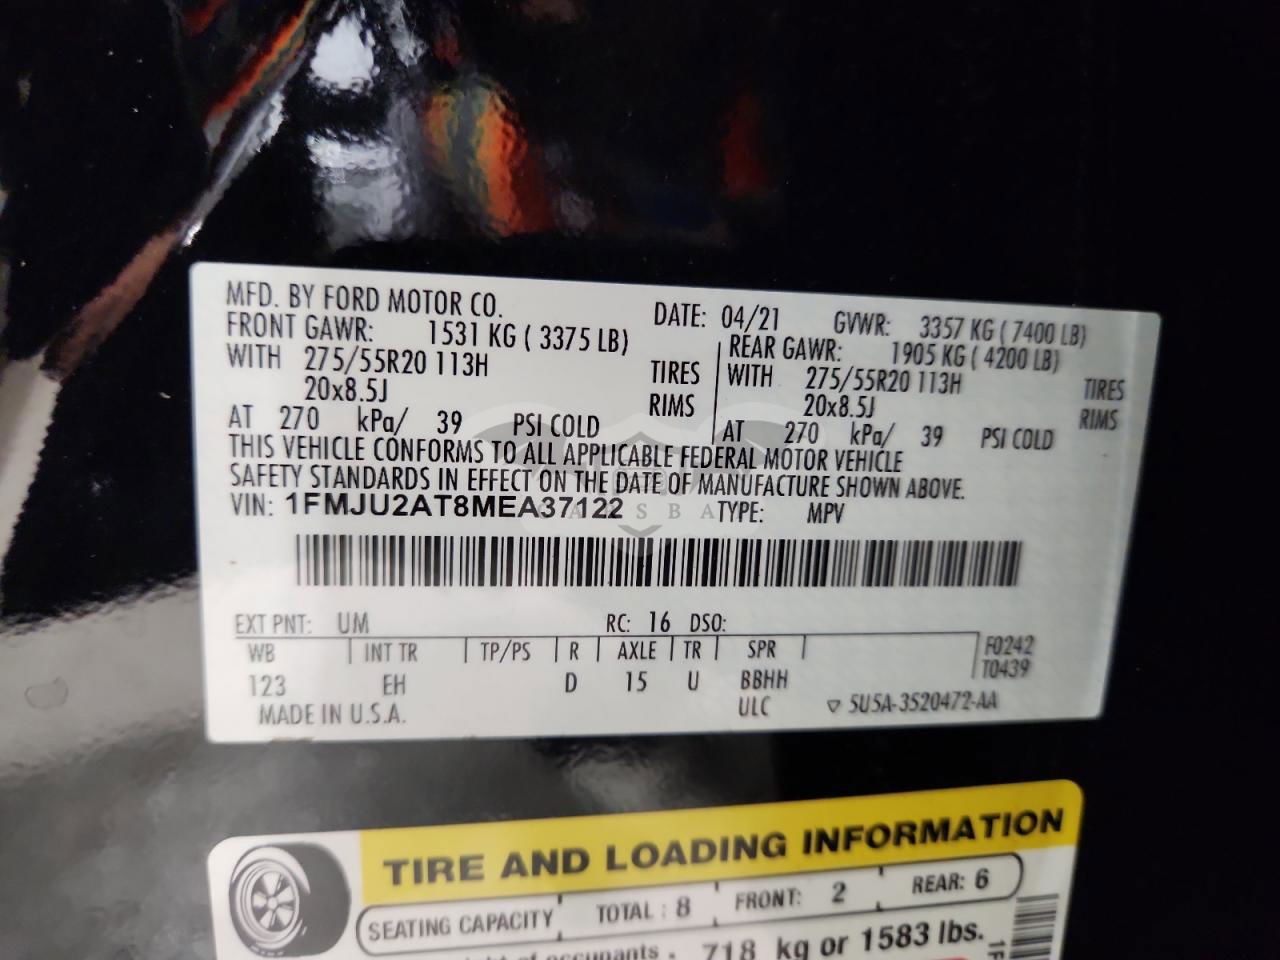 MFD. BY FORD MOTOR CO. DATE: 04/21 GVWR: 3357 KG ( 7400 LB)
FRONT GAWR: 1531 KG ( 3375 LB) REAR GAWR: 1905 KG ( 4200 LB)
WITH 275/55R20 113H TIRES WITH 275/55R20 113H TIRES
20x8.5J RIMS 20x8.5J RIMS
AT 270 kPa/ 39 PSI COLD AT 270 kPa/ 39 PSI COLD
THIS VEHICLE CONFORMS TO ALL APPLICABLE FEDERAL MOTOR VEHICLE
SAFETY STANDARDS IN EFFECT ON THE DATE OF MANUFACTURE SHOWN ABOVE.
VIN: 1FMJU2AT8MEA37122 TYPE: MPV
EXT PNT: UM RC: 16 DSO:
WB INT TR TP/PS R AXLE TR SPR F0242
123 EH D 15 U BBHH T0439
MADE IN U.S.A. ULC 5U5A-3520472-AA
TIRE AND LOADING INFORMATION
SEATING CAPACITY TOTAL : 8 FRONT: 2 REAR: 6
of occupants 718 kg or 1583 lbs.